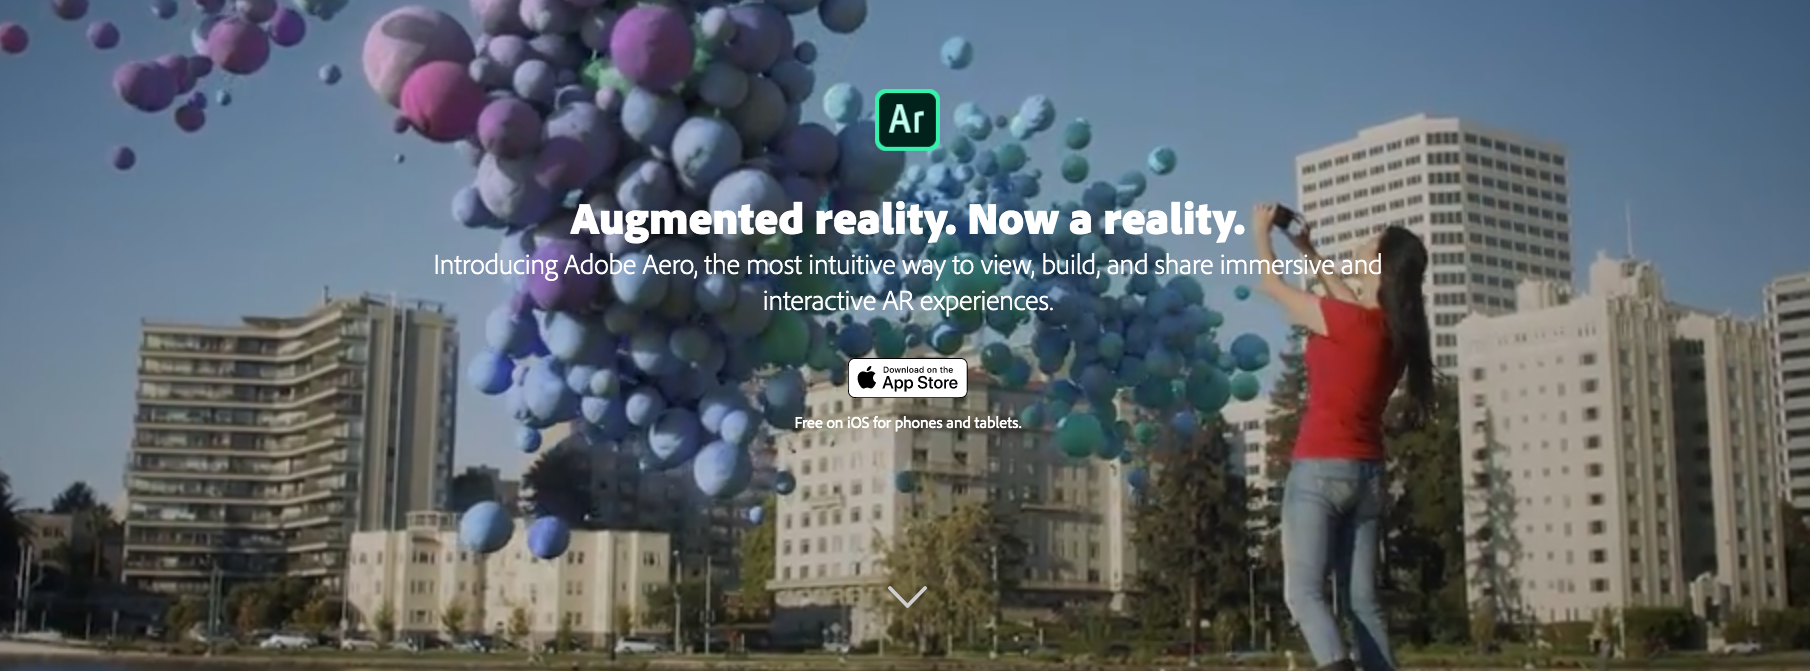 Ar
Augmented reality. Now a reality.
Introducing Adobe Aero, the most intuitive way to view, build, and share immersive and
interactive AR experiences.
Download on the
App Store
Free on iOS for phones and tablets.